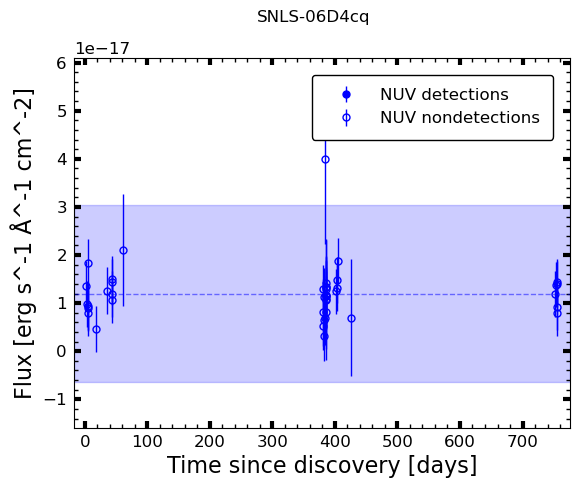 SNLS-06D4cq
1e−17
NUV detections
NUV nondetections
6
5
4
3
2
1
0
−1
Flux [erg s^-1 Å^-1 cm^-2]
0 100 200 300 400 500 600 700
Time since discovery [days]